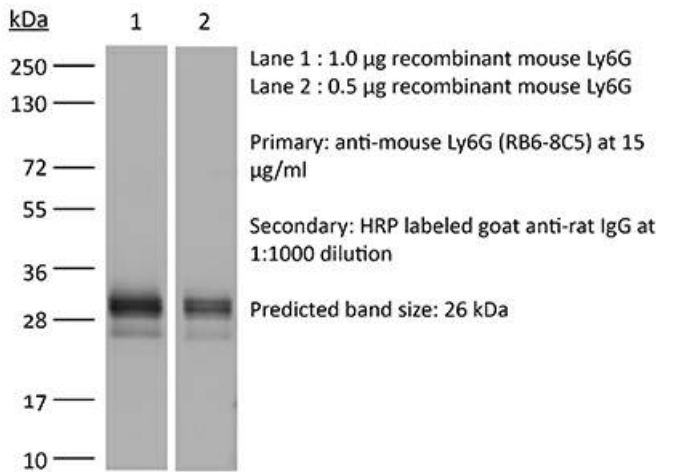 kDa
1 2
250
130
72
55
36
28
17
10
Lane 1 : 1.0 µg recombinant mouse Ly6G
Lane 2 : 0.5 µg recombinant mouse Ly6G
Primary: anti-mouse Ly6G (RB6-8C5) at 15
µg/ml
Secondary: HRP labeled goat anti-rat IgG at
1:1000 dilution
Predicted band size: 26 kDa